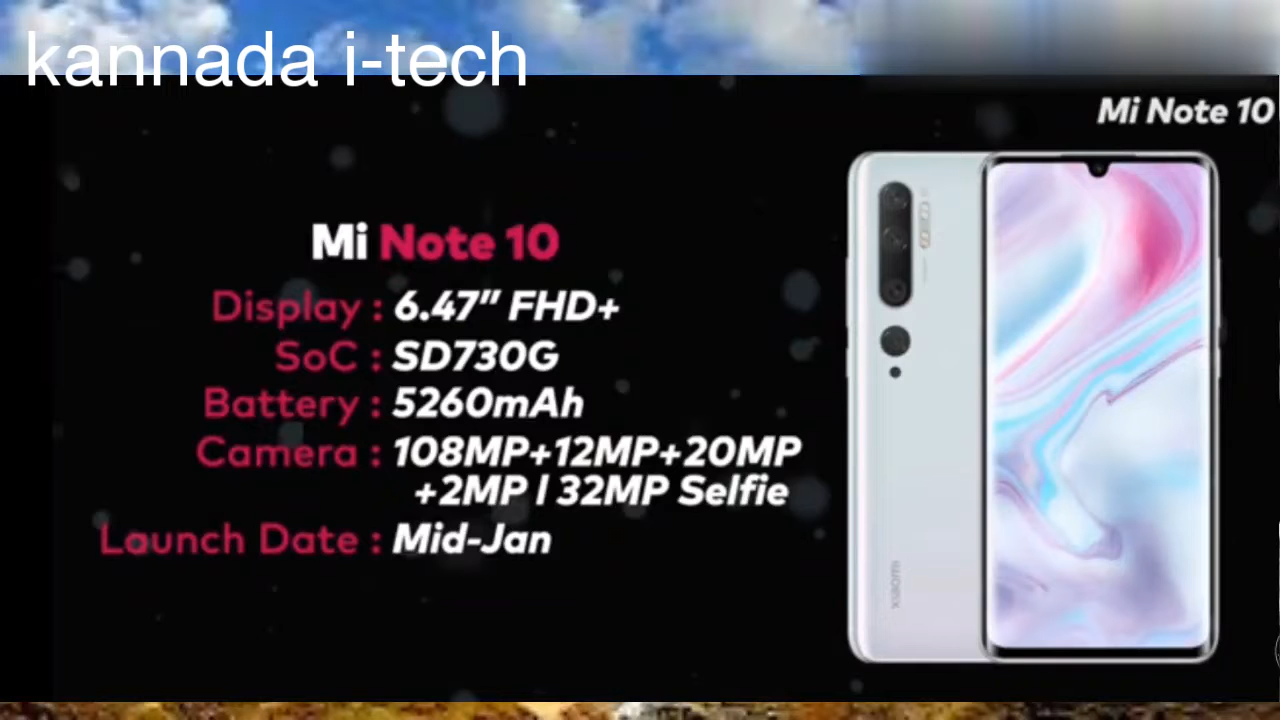 kannada i-tech
Mi Note 10
Mi Note 10
Display : 6.47" FHD+
SoC : SD730G
Battery : 5260mAh
Camera : 108MP+12MP+20MP
+2MP | 32MP Selfie
Launch Date : Mid-Jan
XIAOMI